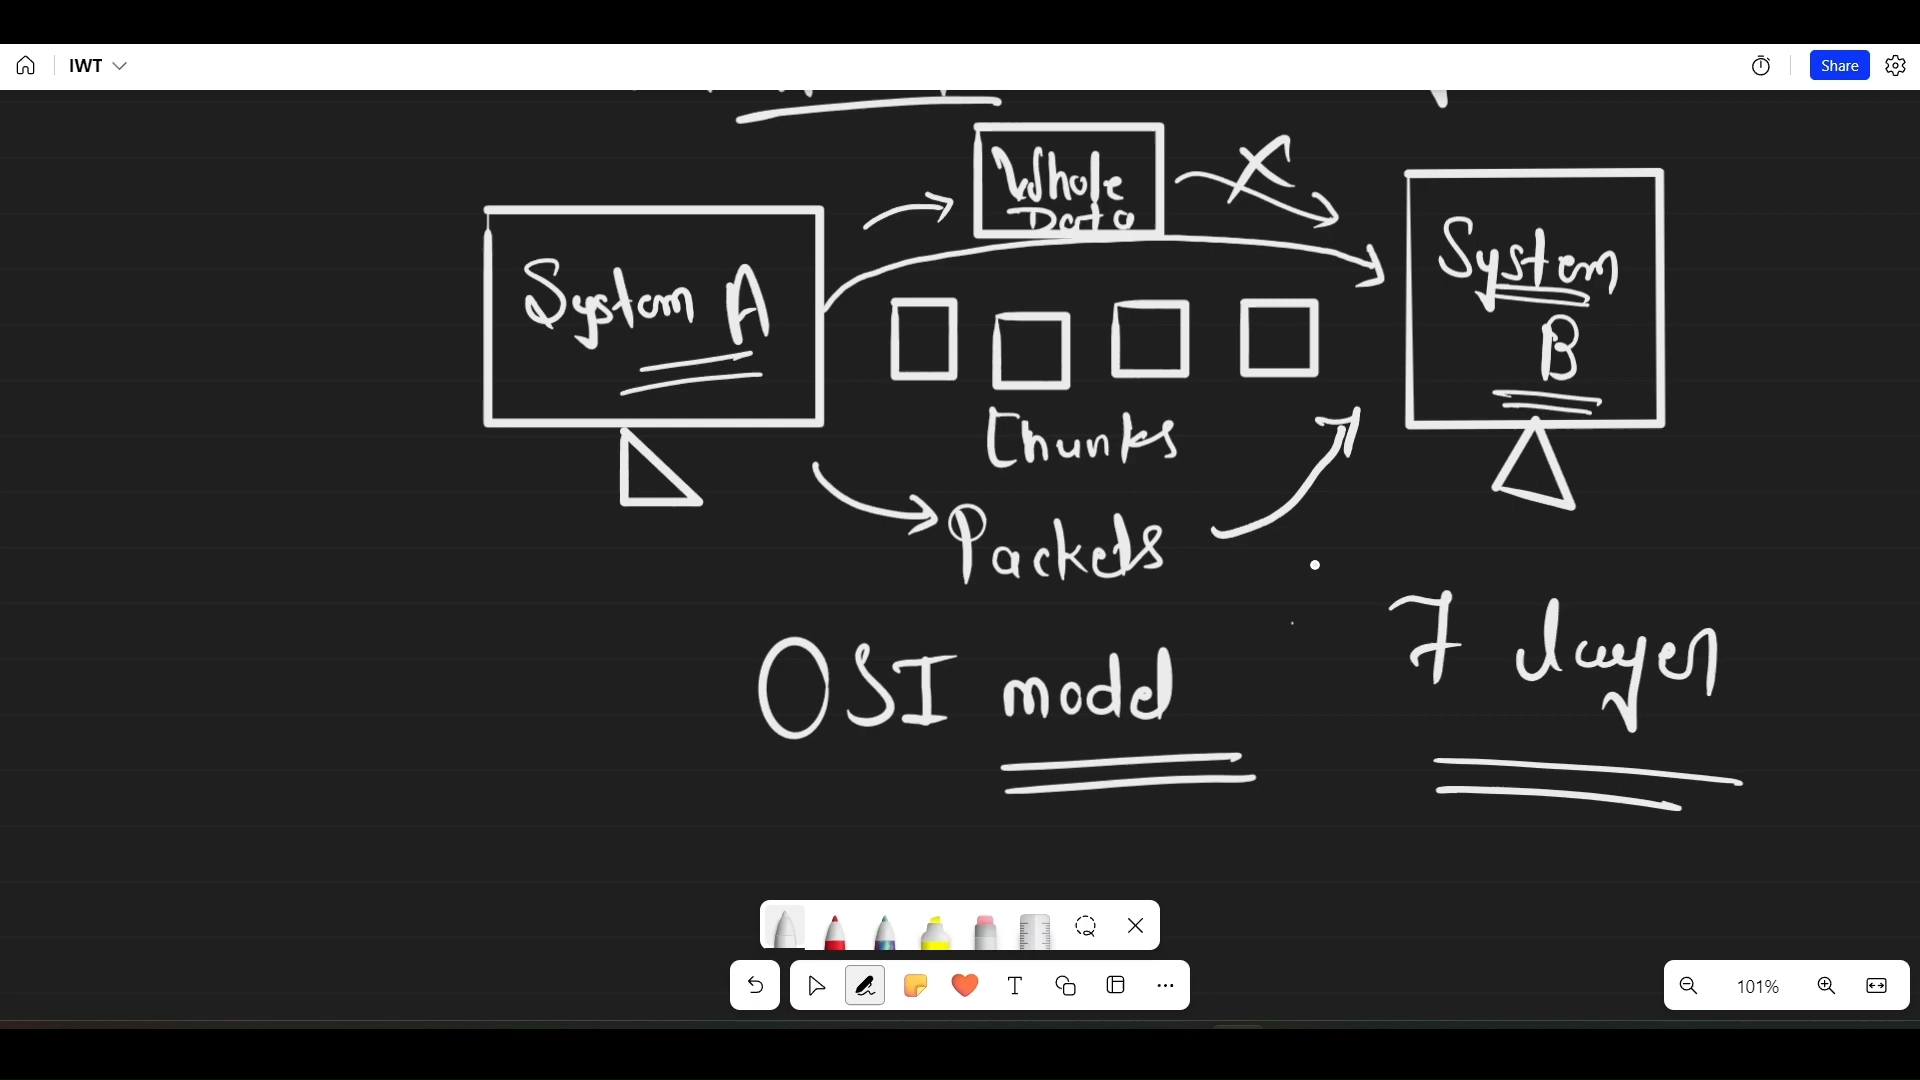 IWT
Share
Whole
Data
System A
System
B
Chunks
Packets
OSI model
7 layer
101%